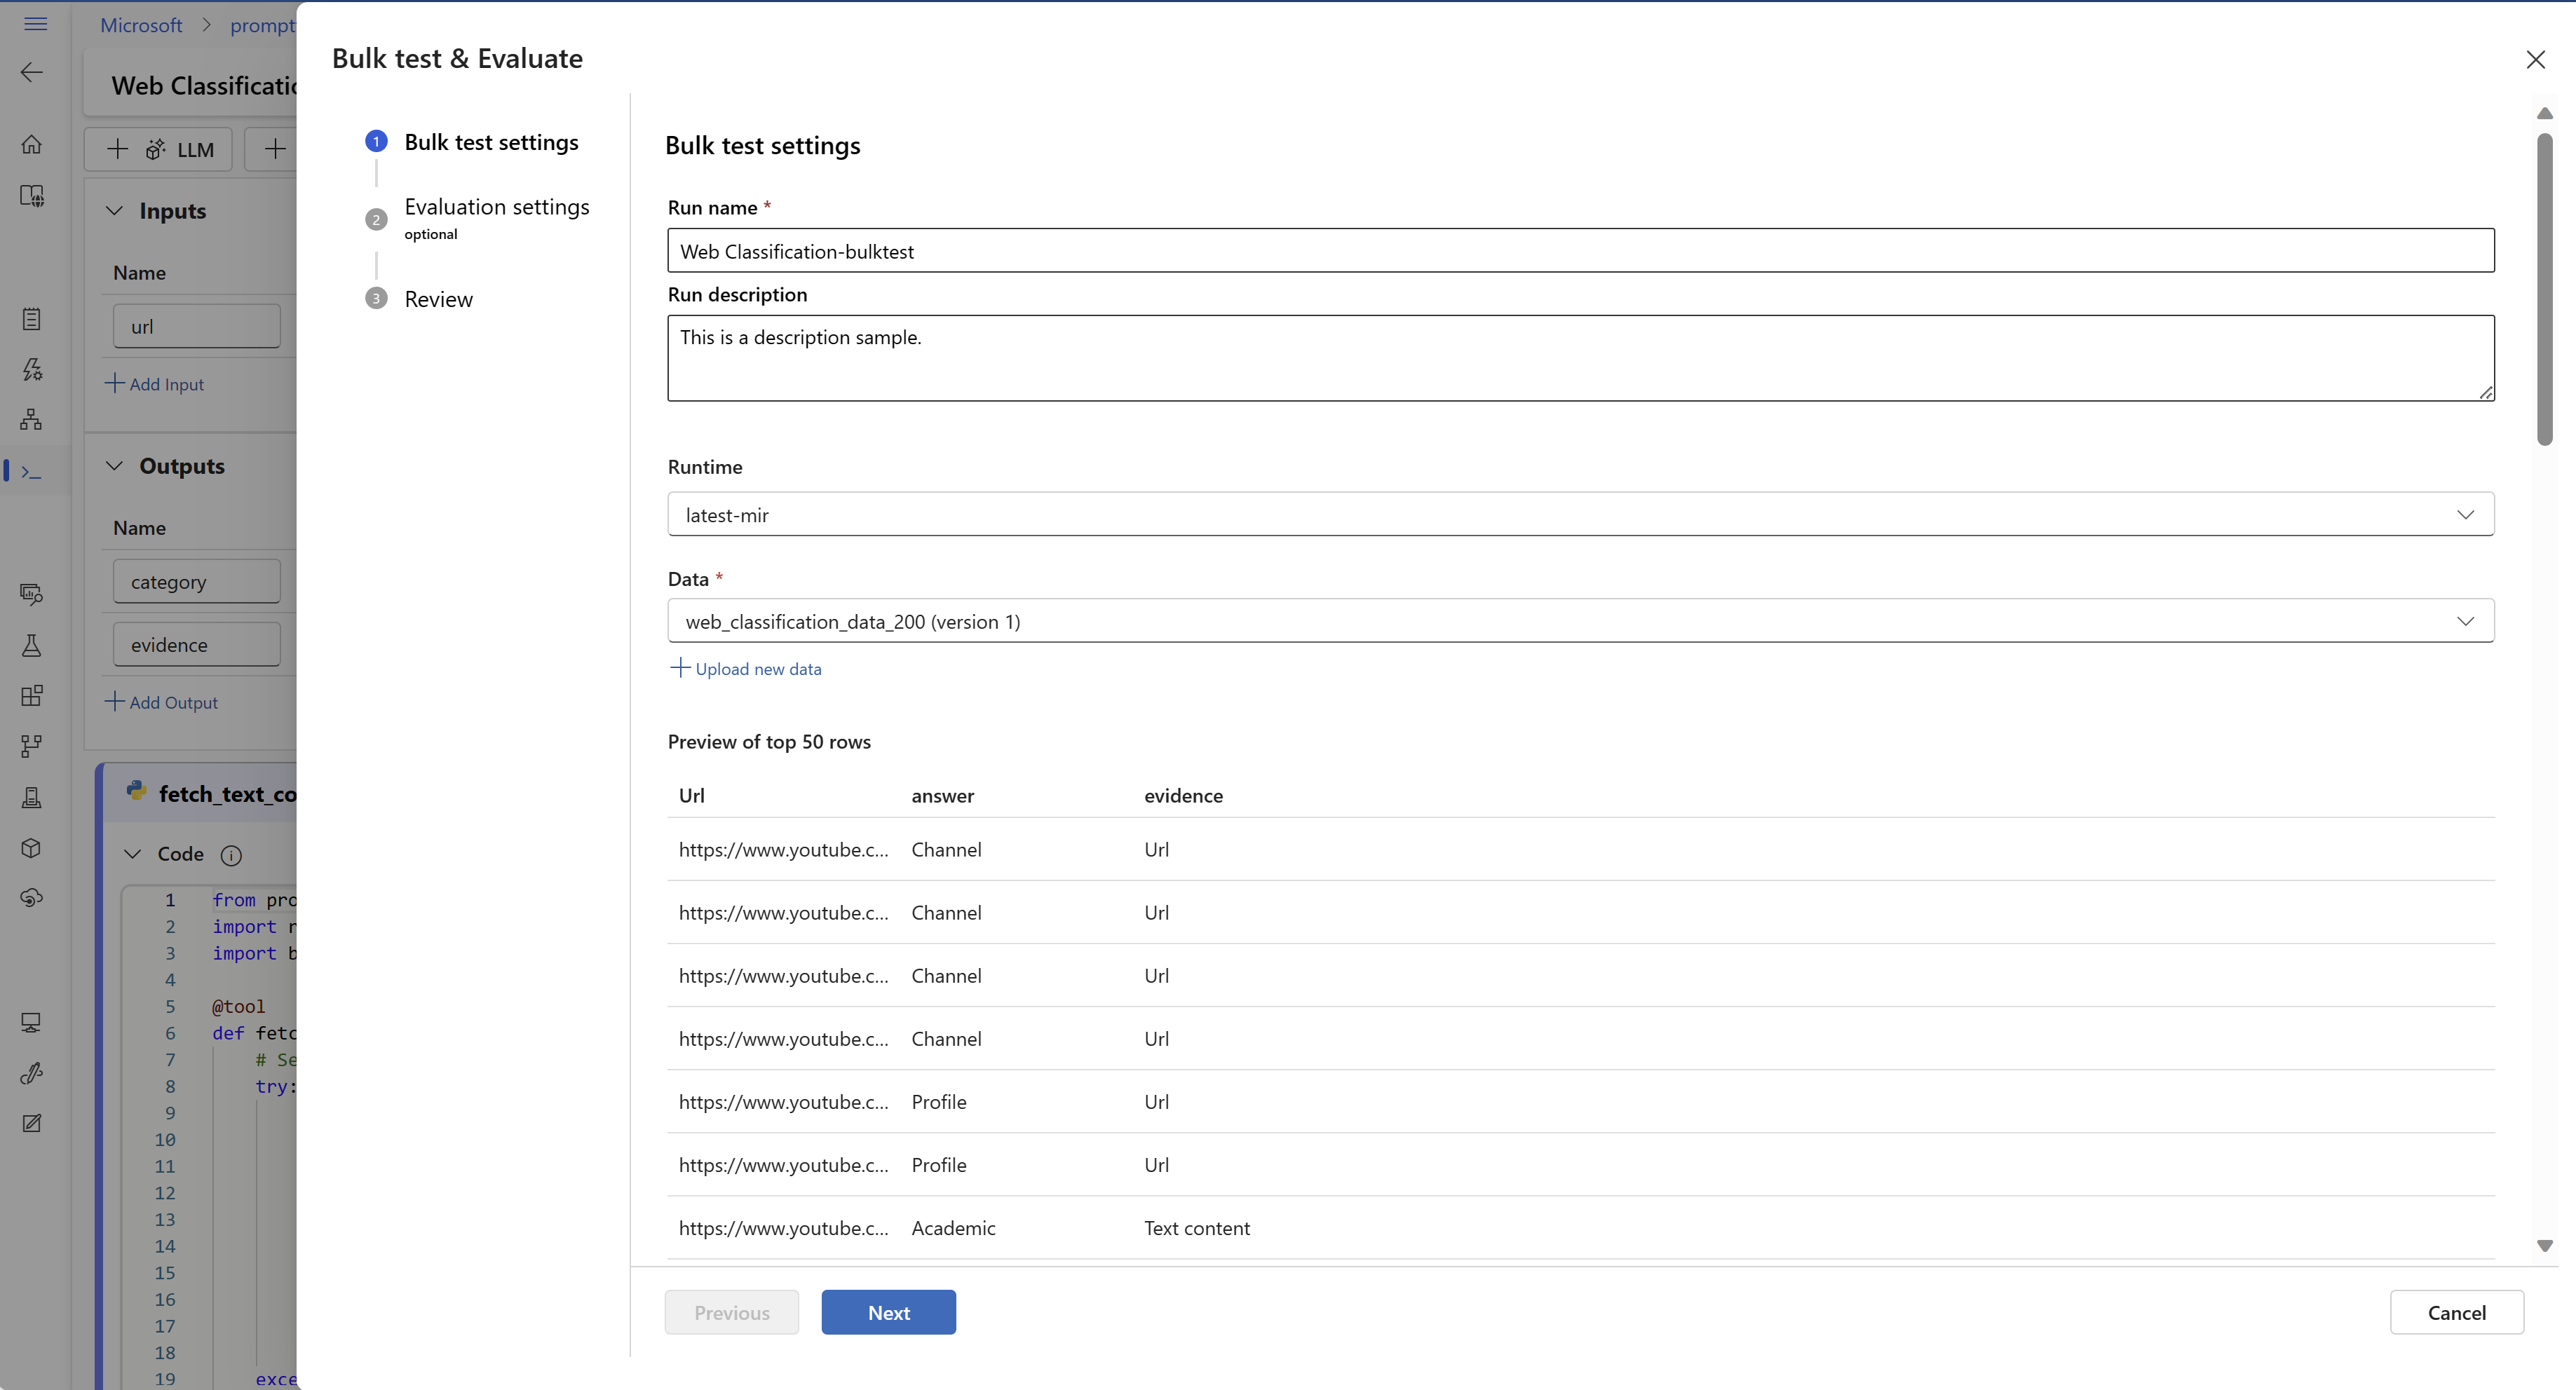 Microsoft > prompt
Web Classificatio
LLM
Inputs
Name
url
Add Input
Outputs
Name
category
evidence
Add Output
fetch_text_co
Code
1 from pro
2 import r
3 import b
4
5 @tool
6 def fetc
7 # Se
8 try:
9
10
11
12
13
14
15
16
17
18
19 exce
Bulk test & Evaluate
1 Bulk test settings
2 Evaluation settings
optional
3 Review
Bulk test settings
Run name *
Web Classification-bulktest
Run description
This is a description sample.
Runtime
latest-mir
Data *
web_classification_data_200 (version 1)
Upload new data
Preview of top 50 rows
Url answer evidence
https://www.youtube.c... Channel Url
https://www.youtube.c... Channel Url
https://www.youtube.c... Channel Url
https://www.youtube.c... Channel Url
https://www.youtube.c... Profile Url
https://www.youtube.c... Profile Url
https://www.youtube.c... Academic Text content
Previous Next Cancel